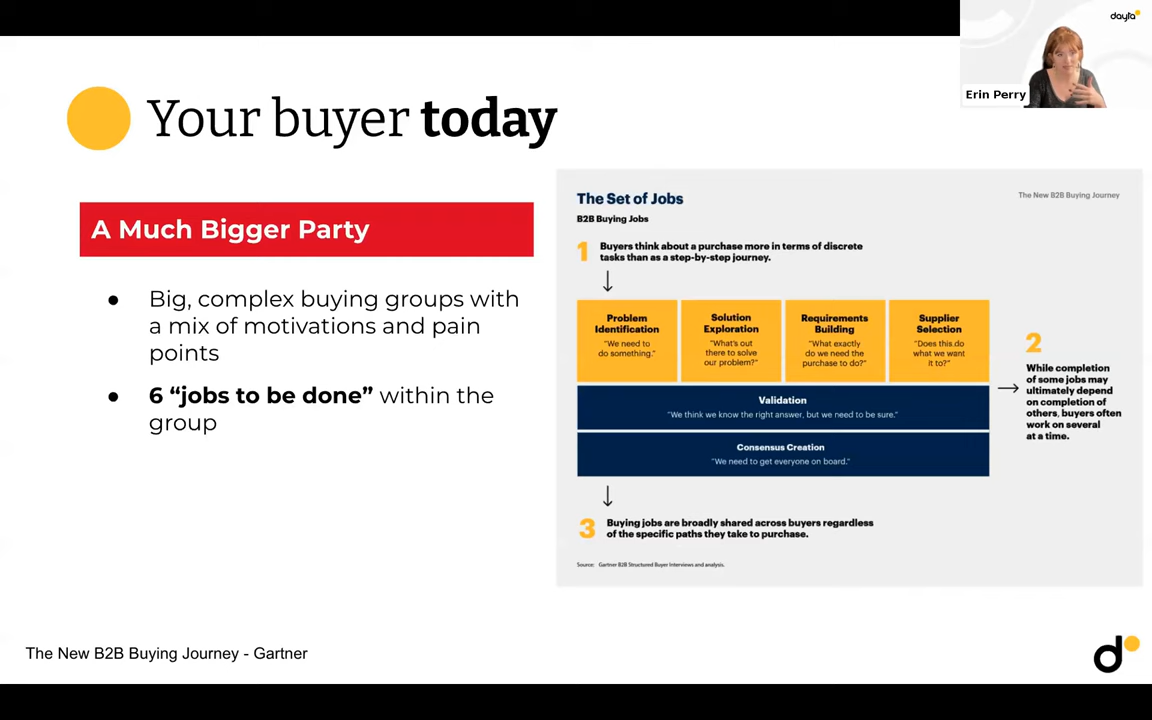 dayta
Erin Perry
Your buyer today
A Much Bigger Party
● Big, complex buying groups with
a mix of motivations and pain
points
● 6 “jobs to be done” within the
group
The Set of Jobs
The New B2B Buying Journey
B2B Buying Jobs
1 Buyers think about a purchase more in terms of discrete
tasks than as a step-by-step journey.
Problem
Identification
“We need to
do something.”
Solution
Exploration
“What’s out
there to solve
our problem?”
Requirements
Building
“What exactly
do we need the
purchase to do?”
Supplier
Selection
“Does this do
what we want
it to?”
Validation
“We think we know the right answer, but we need to be sure.”
Consensus Creation
“We need to get everyone on board.”
2
While completion
of some jobs may
ultimately depend
on completion of
others, buyers often
work on several
at a time.
3 Buying jobs are broadly shared across buyers regardless
of the specific paths they take to purchase.
Source: Gartner B2B Structured Buyer Interviews and analysis.
The New B2B Buying Journey - Gartner
d